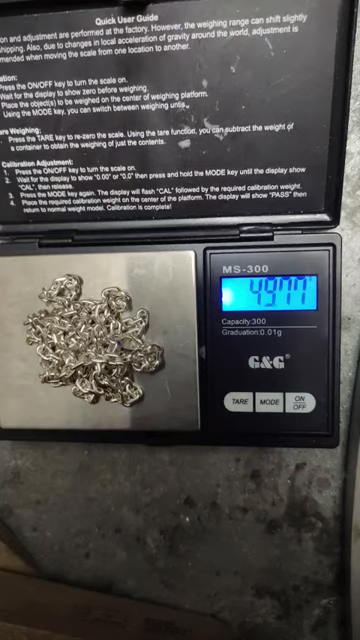 Quick User Guide
on and adjustment are performed at the factory. However, the weighing range can shift slightly
shipping. Also, due to changes in local acceleration of gravity around the world, adjustment is
mended when moving the scale from one location to another.
ation:
Press the ON/OFF key to turn the scale on.
Wait for the display to show zero before weighing.
Place the object(s) to be weighed on the center of weighing platform.
Using the MODE key, you can switch between weighing units.
are Weighing:
Press the TARE key to re-zero the scale. Using the tare function, you can subtract the weight of
a container to obtain the weighing of just the contents.
Calibration Adjustment:
1. Press the ON/OFF key to turn the scale on.
2. Wait for the display to show "0.00" or "0.0" then press and hold the MODE key until the display show
"CAL", then release.
3. Press the MODE key again. The display will flash "CAL" followed by the required calibration weight.
4. Place the required calibration weight on the center of the platform. The display will show "PASS" then
return to normal weight model. Calibration is complete!
MS-300
Capacity:300
Graduation:0.01g
G&G®
TARE MODE ON OFF